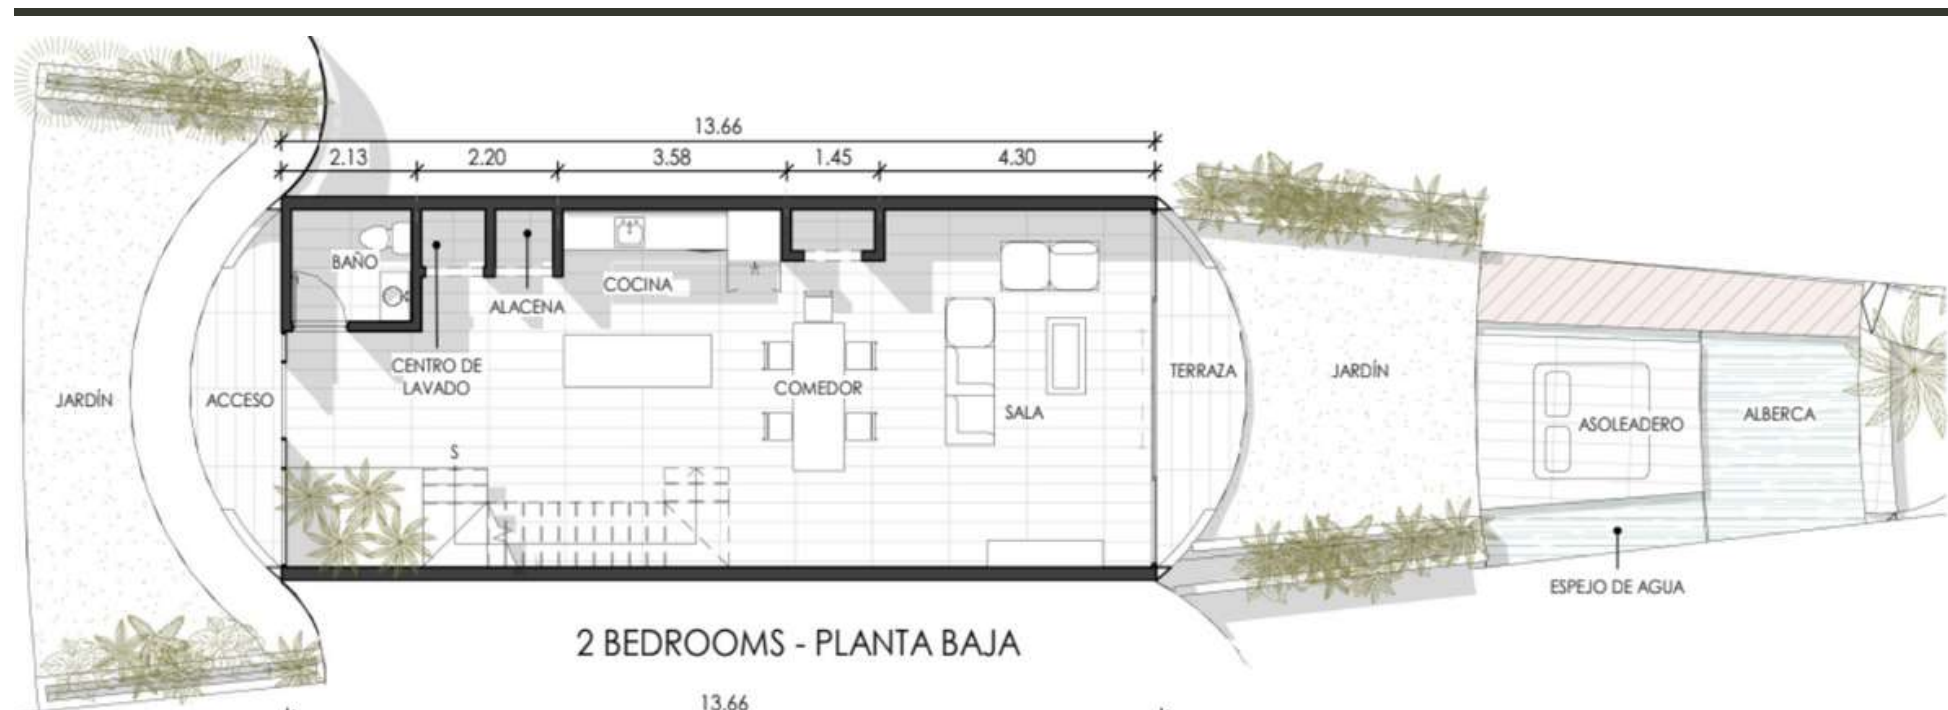 13.66
2.13 2.20 3.58 1.45 4.30
BAÑO
COCINA
ALACENA
CENTRO DE
LAVADO
JARDÍN
ACCESO
COMEDOR
SALA
TERRAZA
JARDÍN
ASOLEADERO
ALBERCA
S
ESPEJO DE AGUA
2 BEDROOMS - PLANTA BAJA
13.66